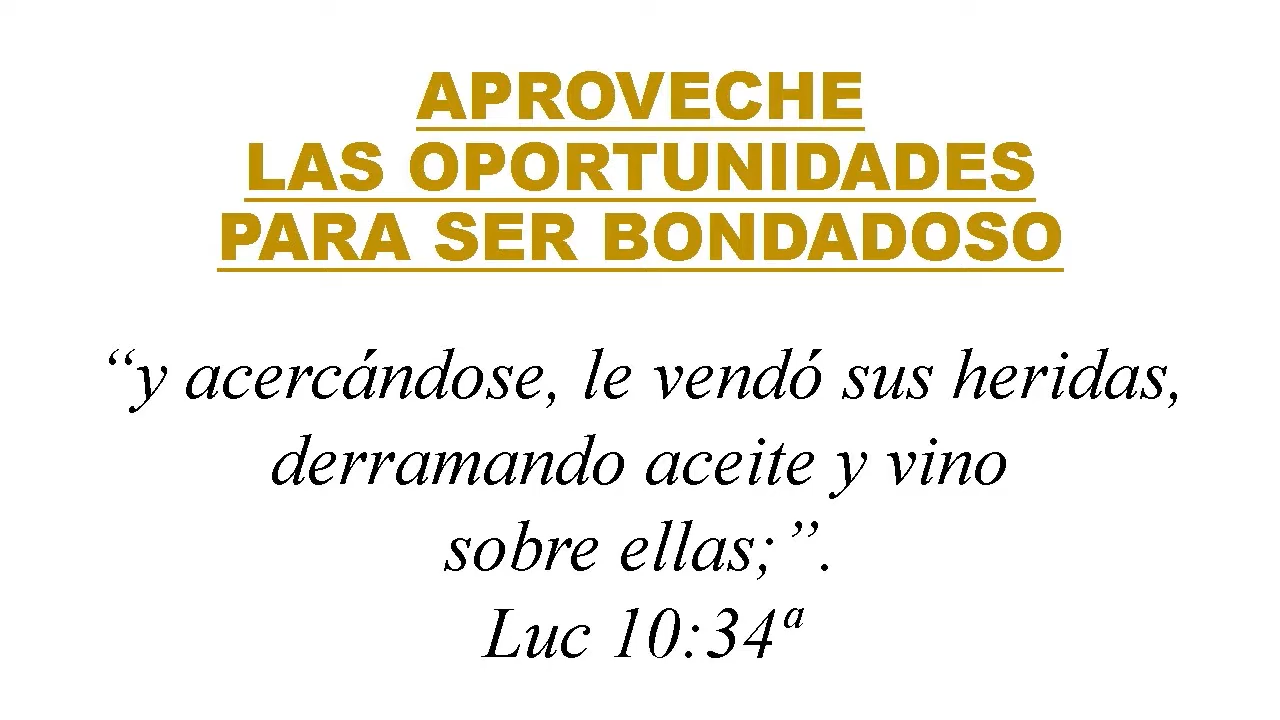 APROVECHE
LAS OPORTUNIDADES
PARA SER BONDADOSO
“y acercándose, le vendó sus heridas,
derramando aceite y vino
sobre ellas;”.
Luc 10:34ª